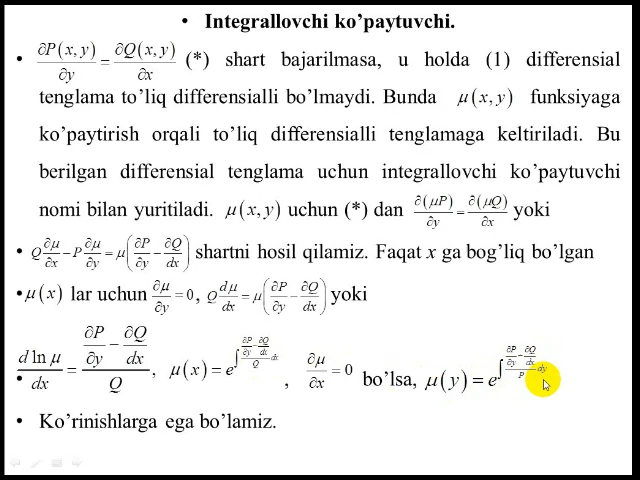 • Integrallovchi ko’paytuvchi.
• ∂P(x, y)/∂y = ∂Q(x, y)/∂x (*) shart bajarilmasa, u holda (1) differensial
tenglama to’liq differensialli bo’lmaydi. Bunda μ(x, y) funksiyaga
ko’paytirish orqali to’liq differensialli tenglamaga keltiriladi. Bu
berilgan differensial tenglama uchun integrallovchi ko’paytuvchi
nomi bilan yuritiladi. μ(x, y) uchun (*) dan ∂(μP)/∂y = ∂(μQ)/∂x yoki
• Q ∂μ/∂x − P ∂μ/∂y = μ(∂P/∂y − ∂Q/dx) shartni hosil qilamiz. Faqat x ga bog’liq bo’lgan
• μ(x) lar uchun ∂μ/∂y = 0, Q dμ/dx = μ(∂P/∂y − ∂Q/dx) yoki
• d ln μ/dx = (∂P/∂y − ∂Q/dx)/Q, μ(x) = e^(∫ (∂P/∂y − ∂Q/dx)/Q dx), ∂μ/∂x = 0 bo’lsa, μ(y) = e^(∫ (∂P/∂y − ∂Q/dx)/P dy)
• Ko’rinishlarga ega bo’lamiz.